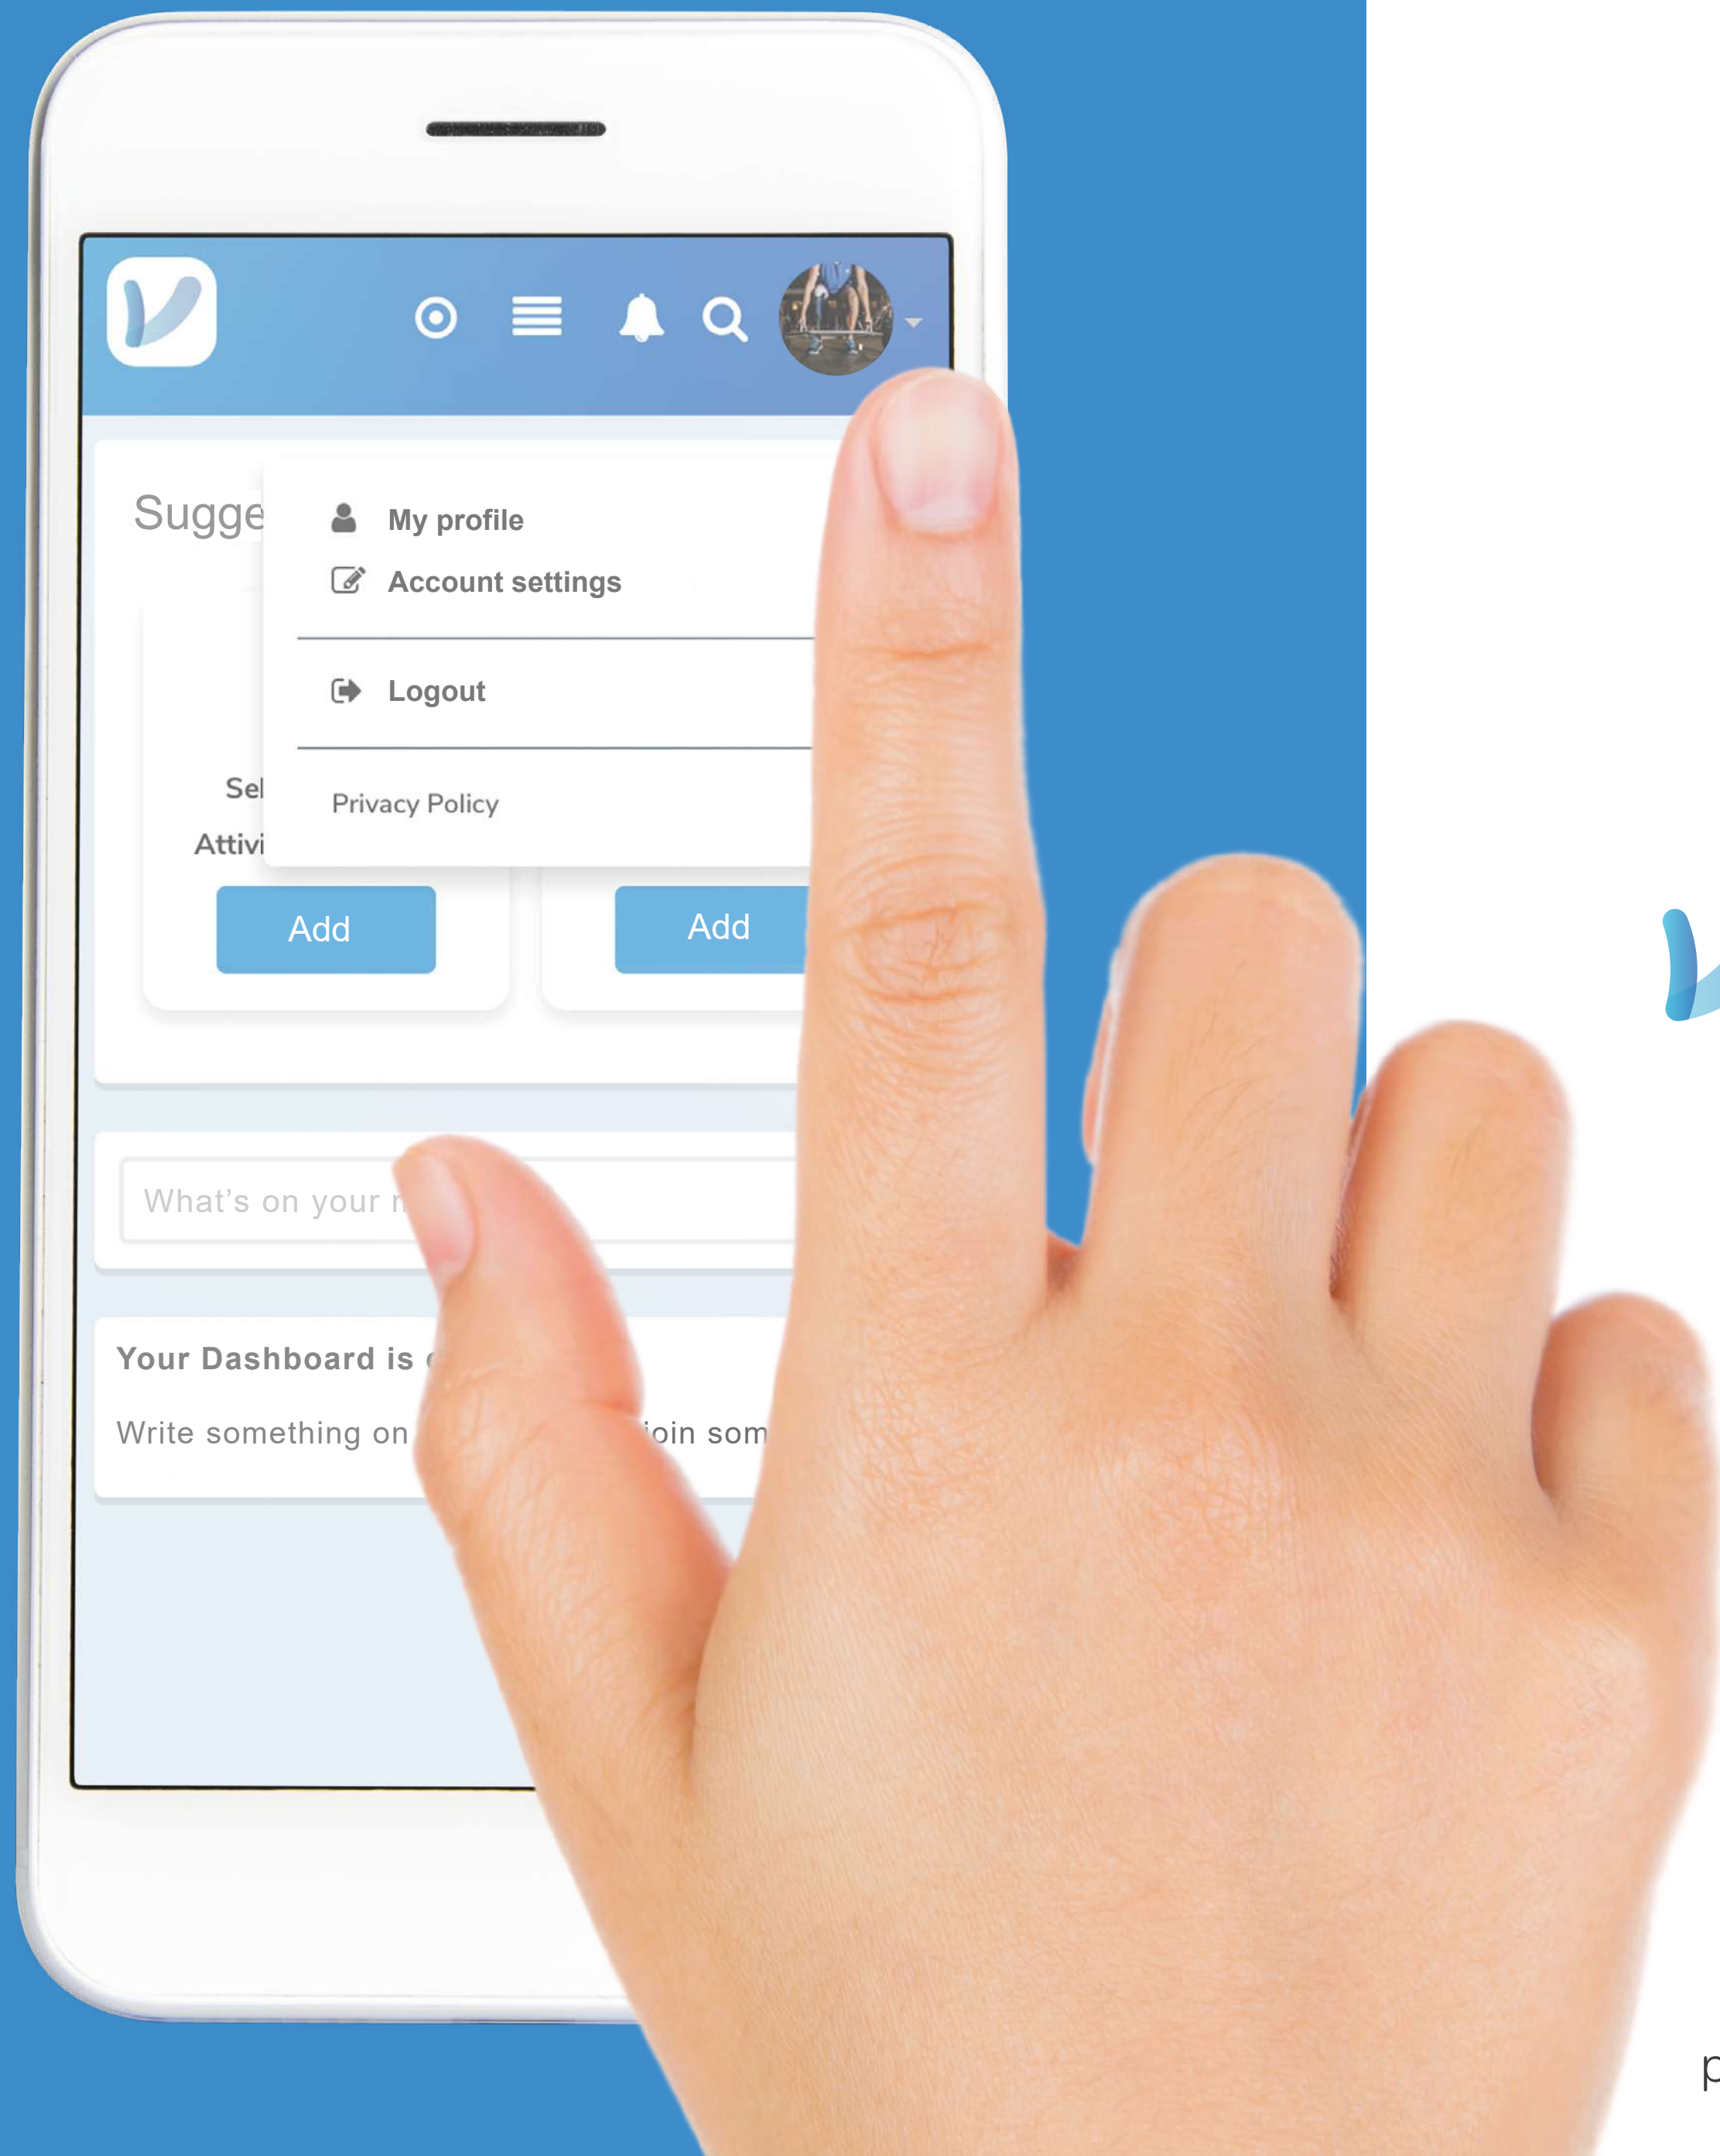 Sugge
My profile
Account settings
Logout
Sel
Privacy Policy
Attivi
Add
Add
What's on your
Your Dashboard is
Write something on join som
p